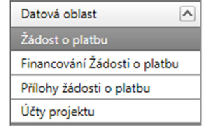 Datová oblast
Žádost o platbu
Financování Žádosti o platbu
Přílohy žádosti o platbu
Účty projektu